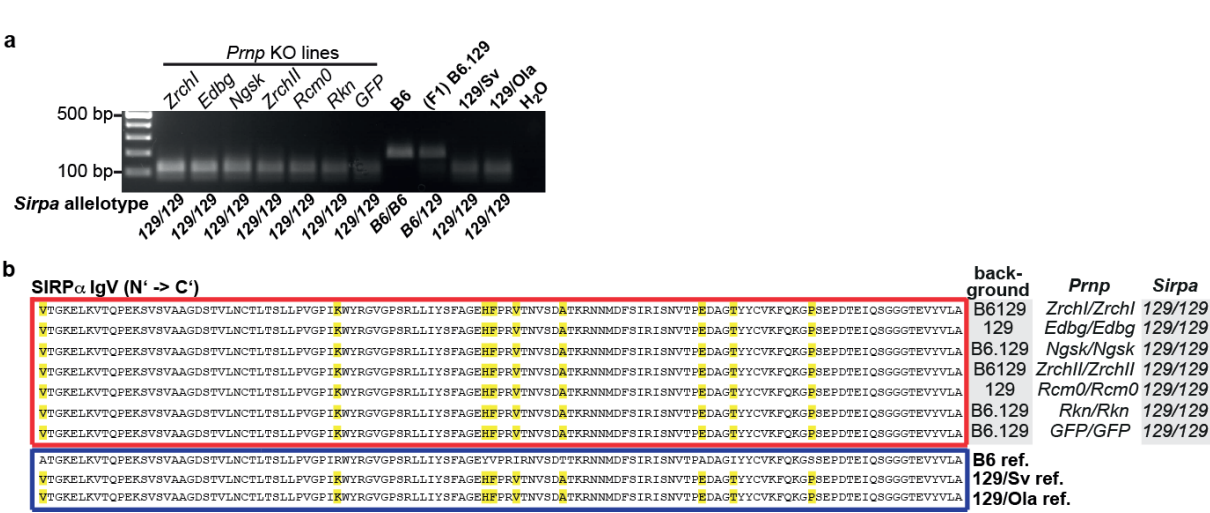 a
Prnp KO lines
ZrchI Edbg Ngsk ZrchII Rcm0 Rkn GFP B6 (F1) B6.129 129/Sv 129/Ola H2O
500 bp
100 bp
Sirpa allelotype
129/129 129/129 129/129 129/129 129/129 129/129 129/129 B6/B6 B6/129 129/129 129/129
b
SIRPα IgV (N‘ -> C‘)
back-
ground Prnp Sirpa
VTGKELKVTQPEKSVSVAAGDSTVLNCTLTSLLPVGPIKWYRGVGPSRLLIYSFAGEHFPRVTNVSDATKRNNMDFSIRISNVTPEDAGTYYCVKFQKGPSEPDTEIQSGGGTEVYVLA B6129 ZrchI/ZrchI 129/129
VTGKELKVTQPEKSVSVAAGDSTVLNCTLTSLLPVGPIKWYRGVGPSRLLIYSFAGEHFPRVTNVSDATKRNNMDFSIRISNVTPEDAGTYYCVKFQKGPSEPDTEIQSGGGTEVYVLA 129 Edbg/Edbg 129/129
VTGKELKVTQPEKSVSVAAGDSTVLNCTLTSLLPVGPIKWYRGVGPSRLLIYSFAGEHFPRVTNVSDATKRNNMDFSIRISNVTPEDAGTYYCVKFQKGPSEPDTEIQSGGGTEVYVLA B6.129 Ngsk/Ngsk 129/129
VTGKELKVTQPEKSVSVAAGDSTVLNCTLTSLLPVGPIKWYRGVGPSRLLIYSFAGEHFPRVTNVSDATKRNNMDFSIRISNVTPEDAGTYYCVKFQKGPSEPDTEIQSGGGTEVYVLA B6129 ZrchII/ZrchII 129/129
VTGKELKVTQPEKSVSVAAGDSTVLNCTLTSLLPVGPIKWYRGVGPSRLLIYSFAGEHFPRVTNVSDATKRNNMDFSIRISNVTPEDAGTYYCVKFQKGPSEPDTEIQSGGGTEVYVLA 129 Rcm0/Rcm0 129/129
VTGKELKVTQPEKSVSVAAGDSTVLNCTLTSLLPVGPIKWYRGVGPSRLLIYSFAGEHFPRVTNVSDATKRNNMDFSIRISNVTPEDAGTYYCVKFQKGPSEPDTEIQSGGGTEVYVLA B6.129 Rkn/Rkn 129/129
VTGKELKVTQPEKSVSVAAGDSTVLNCTLTSLLPVGPIKWYRGVGPSRLLIYSFAGEHFPRVTNVSDATKRNNMDFSIRISNVTPEDAGTYYCVKFQKGPSEPDTEIQSGGGTEVYVLA B6.129 GFP/GFP 129/129
ATGKELKVTQPEKSVSVAAGDSTVLNCTLTSLLPVGPIRWYRGVGPSRLLIYSFAGEYVPRIRNVSDTTKRNNMDFSIRISNVTPADAGIYYCVKFQKGSSEPDTEIQSGGGTEVYVLA B6 ref.
VTGKELKVTQPEKSVSVAAGDSTVLNCTLTSLLPVGPIKWYRGVGPSRLLIYSFAGEHFPRVTNVSDATKRNNMDFSIRISNVTPEDAGTYYCVKFQKGPSEPDTEIQSGGGTEVYVLA 129/Sv ref.
VTGKELKVTQPEKSVSVAAGDSTVLNCTLTSLLPVGPIKWYRGVGPSRLLIYSFAGEHFPRVTNVSDATKRNNMDFSIRISNVTPEDAGTYYCVKFQKGPSEPDTEIQSGGGTEVYVLA 129/Ola ref.